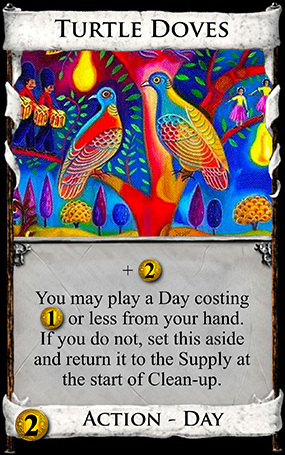 TURTLE DOVES
+ 2
You may play a Day costing
1 or less from your hand.
If you do not, set this aside
and return it to the Supply at
the start of Clean-up.
2 ACTION - DAY